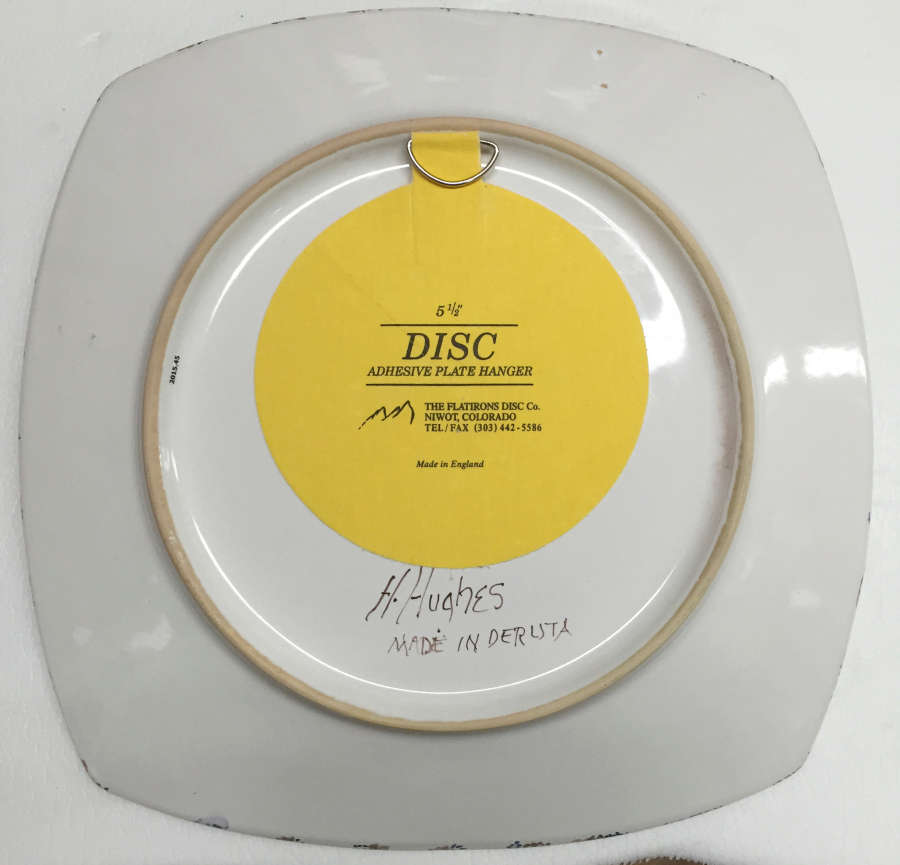 5 1/2"
DISC
ADHESIVE PLATE HANGER
THE FLATIRONS DISC Co.
NIWOT, COLORADO
TEL/FAX (303) 442-5586
Made in England
2015.45
H. Hughes
MADE IN DERUTA